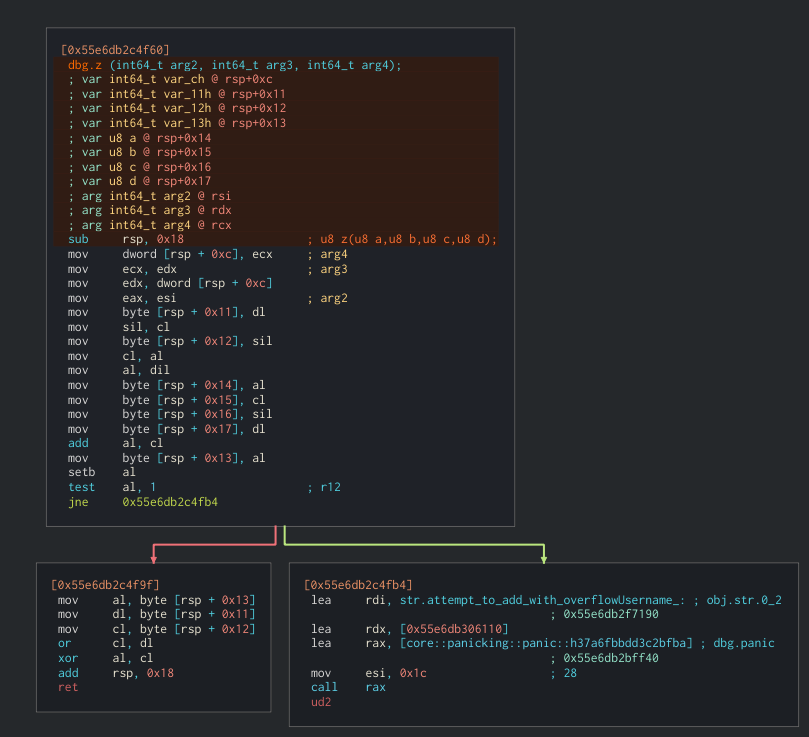 [0x55e6db2c4f60]
dbg.z (int64_t arg2, int64_t arg3, int64_t arg4);
; var int64_t var_ch @ rsp+0xc
; var int64_t var_11h @ rsp+0x11
; var int64_t var_12h @ rsp+0x12
; var int64_t var_13h @ rsp+0x13
; var u8 a @ rsp+0x14
; var u8 b @ rsp+0x15
; var u8 c @ rsp+0x16
; var u8 d @ rsp+0x17
; arg int64_t arg2 @ rsi
; arg int64_t arg3 @ rdx
; arg int64_t arg4 @ rcx
sub rsp, 0x18 ; u8 z(u8 a,u8 b,u8 c,u8 d);
mov dword [rsp + 0xc], ecx ; arg4
mov ecx, edx ; arg3
mov edx, dword [rsp + 0xc]
mov eax, esi ; arg2
mov byte [rsp + 0x11], dl
mov sil, cl
mov byte [rsp + 0x12], sil
mov cl, al
mov al, dil
mov byte [rsp + 0x14], al
mov byte [rsp + 0x15], cl
mov byte [rsp + 0x16], sil
mov byte [rsp + 0x17], dl
add al, cl
mov byte [rsp + 0x13], al
setb al
test al, 1 ; r12
jne 0x55e6db2c4fb4
[0x55e6db2c4f9f]
mov al, byte [rsp + 0x13]
mov dl, byte [rsp + 0x11]
mov cl, byte [rsp + 0x12]
or cl, dl
xor al, cl
add rsp, 0x18
ret
[0x55e6db2c4fb4]
lea rdi, str.attempt_to_add_with_overflowUsername_: ; obj.str.0_2
; 0x55e6db2f7190
lea rdx, [0x55e6db306110]
lea rax, [core::panicking::panic::h37a6fbbdd3c2bfba] ; dbg.panic
; 0x55e6db2bff40
mov esi, 0x1c ; 28
call rax
ud2